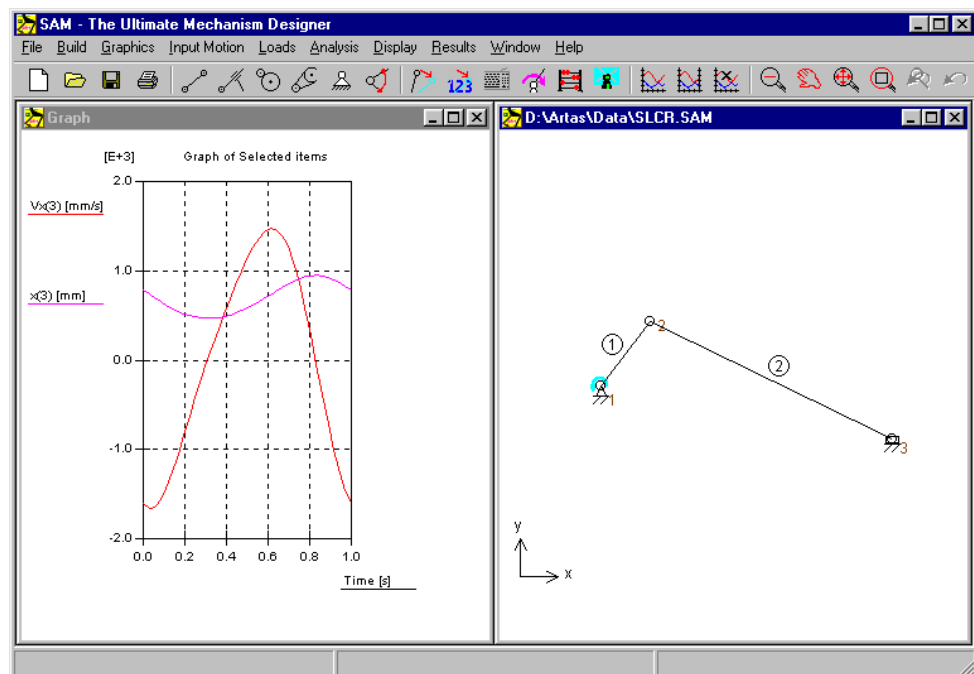 SAM - The Ultimate Mechanism Designer
File Build Graphics Input Motion Loads Analysis Display Results Window Help
123
Graph
[E+3] Graph of Selected items
2.0
Vx(3) [mm/s]
1.0
x(3) [mm]
0.0
-1.0
-2.0
0.0 0.2 0.4 0.6 0.8 1.0
Time [s]
D:\Artas\Data\SLCR.SAM
2
1
2
1
3
y
x